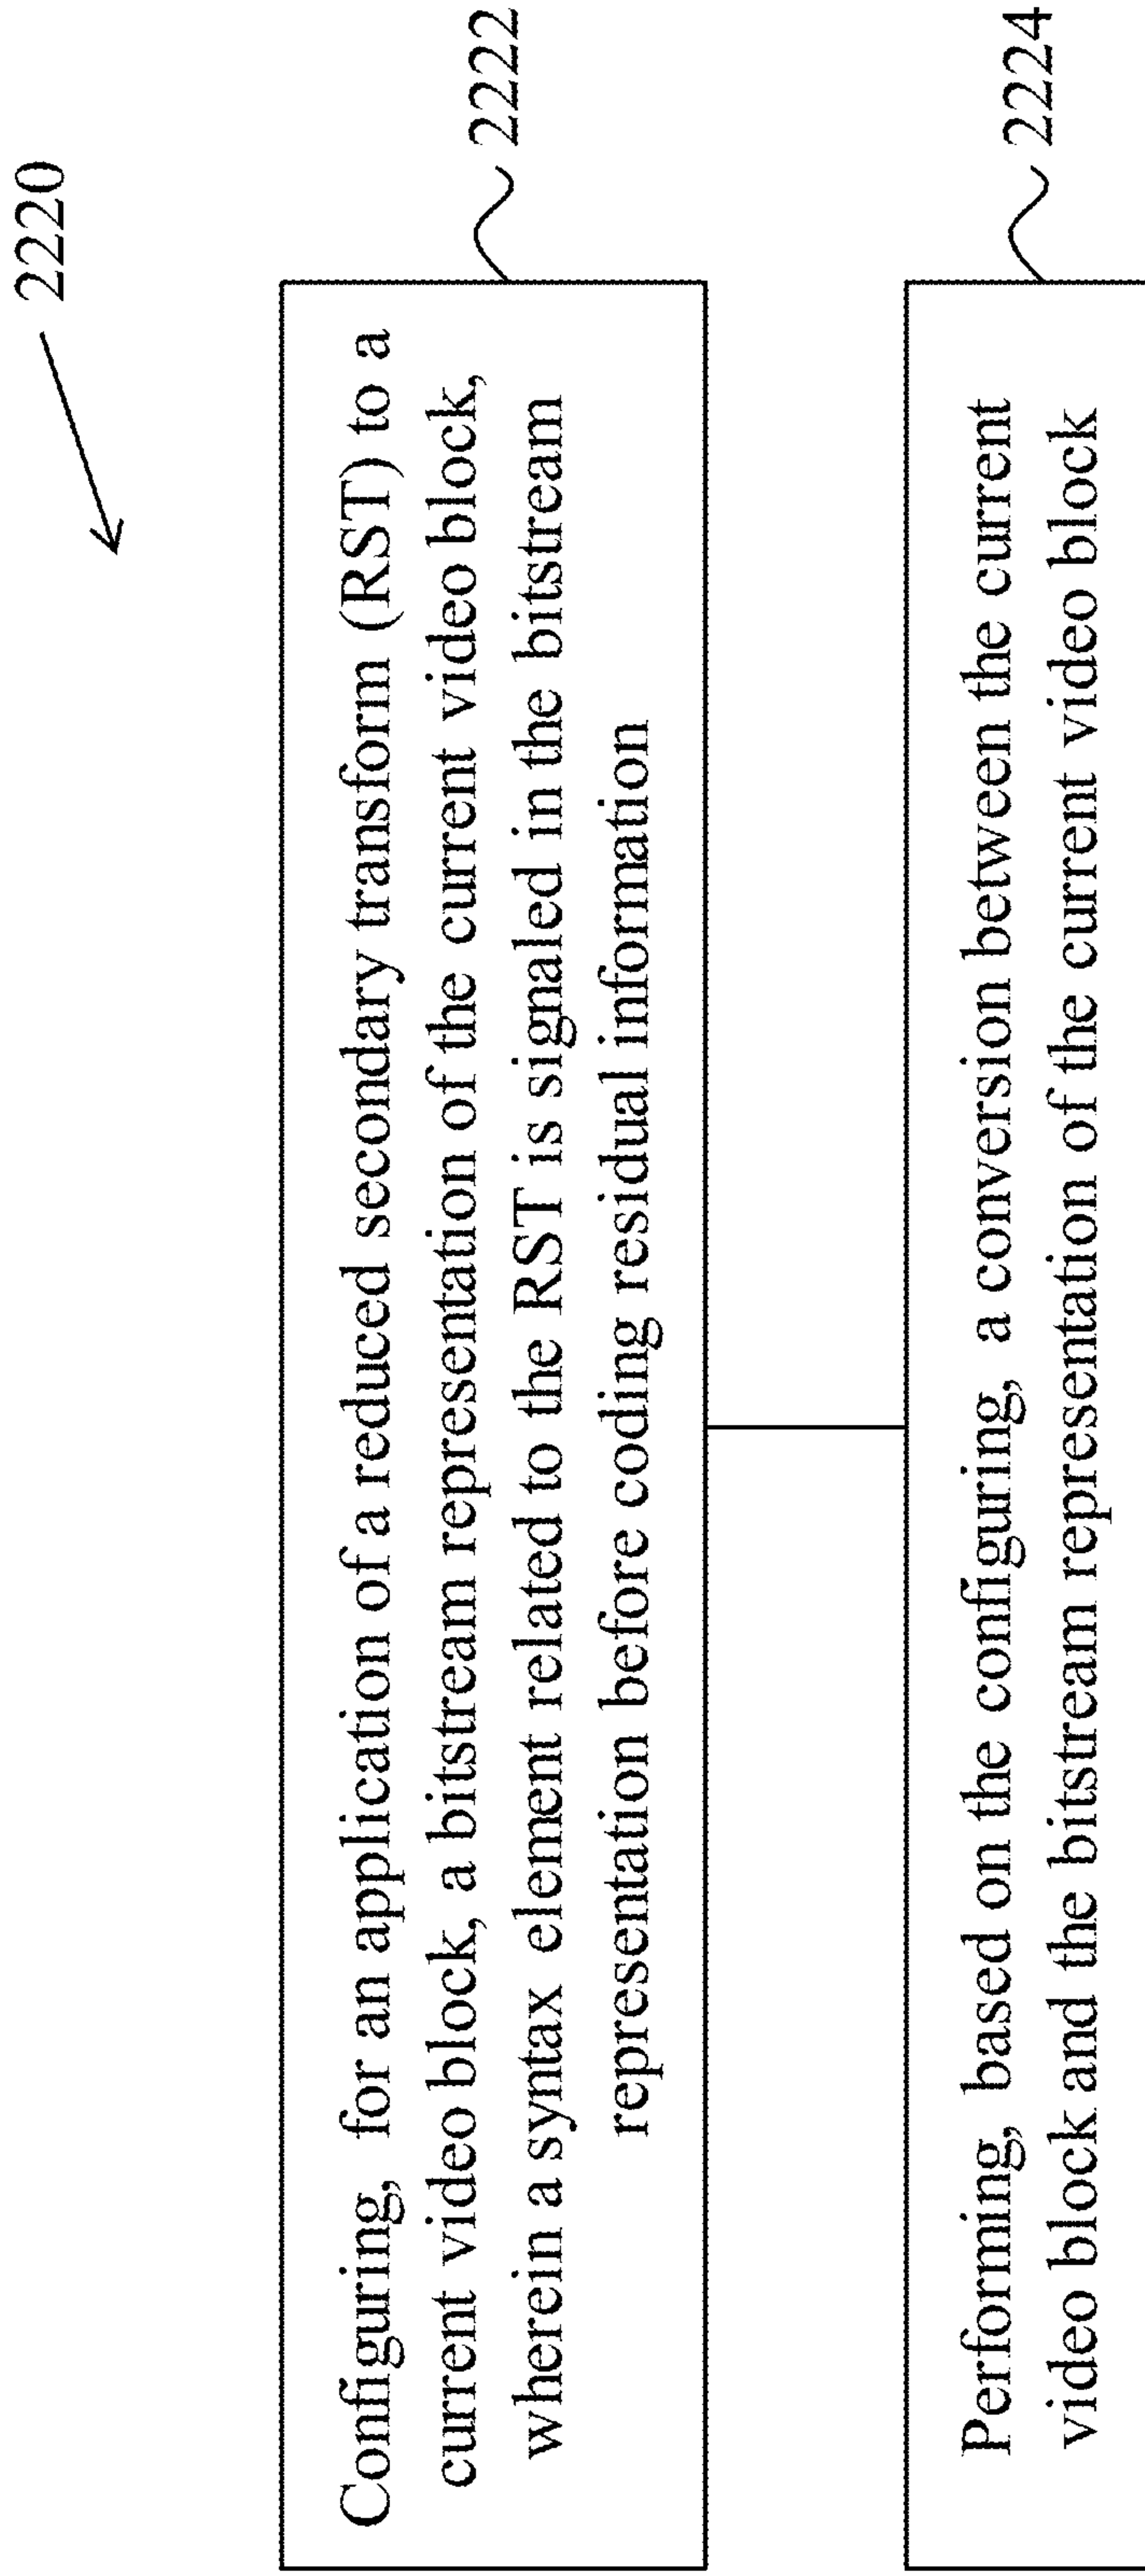 2220
Configuring, for an application of a reduced secondary transform (RST) to a
current video block, a bitstream representation of the current video block,
wherein a syntax element related to the RST is signaled in the bitstream
representation before coding residual information
2222
Performing, based on the configuring, a conversion between the current
video block and the bitstream representation of the current video block
2224